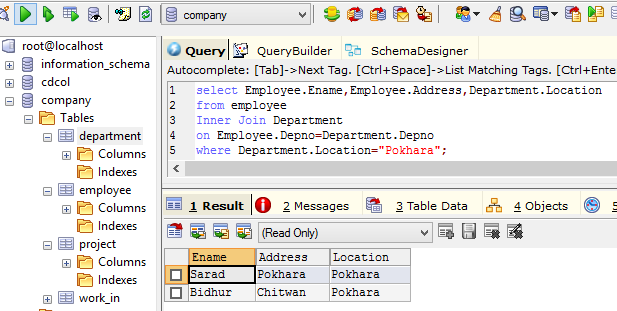 company
root@localhost
information_schema
cdcol
company
Tables
department
Columns
Indexes
employee
Columns
Indexes
project
Columns
Indexes
work_in
Query
QueryBuilder
SchemaDesigner
Autocomplete: [Tab]->Next Tag. [Ctrl+Space]->List Matching Tags. [Ctrl+Ente
1 select Employee.Ename,Employee.Address,Department.Location
2 from employee
3 Inner Join Department
4 on Employee.Depno=Department.Depno
5 where Department.Location="Pokhara";
1 Result 2 Messages 3 Table Data 4 Objects 5
(Read Only)
Ename Address Location
Sarad Pokhara Pokhara
Bidhur Chitwan Pokhara